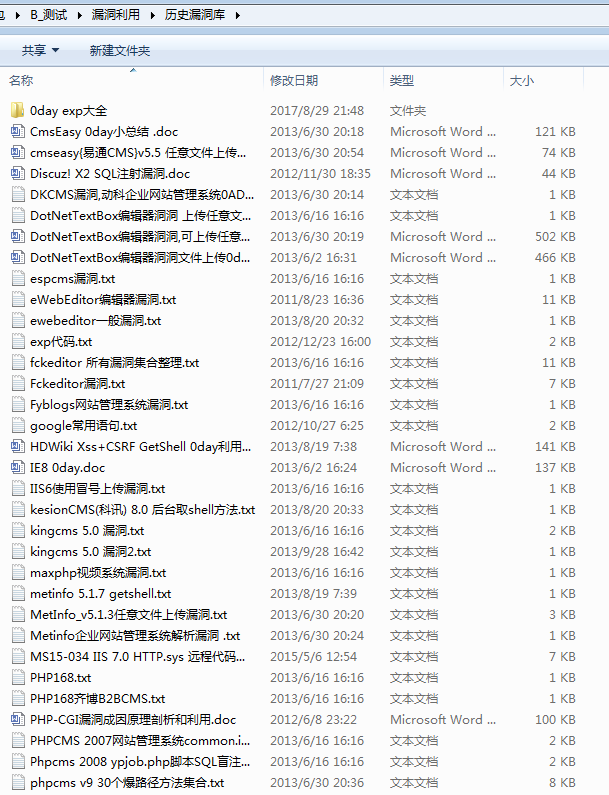 包 ▸ B_测试 ▸ 漏洞利用 ▸ 历史漏洞库 ▸
共享 ▾ 新建文件夹
名称 修改日期 类型 大小
0day exp大全 2017/8/29 21:48 文件夹
CmsEasy 0day小总结 .doc 2013/6/30 20:18 Microsoft Word ... 121 KB
cmseasy{易通CMS}v5.5 任意文件上传... 2013/6/30 20:54 Microsoft Word ... 74 KB
Discuz! X2 SQL注射漏洞.doc 2012/11/30 18:35 Microsoft Word ... 44 KB
DKCMS漏洞,动科企业网站管理系统0AD... 2013/6/30 20:14 文本文档 1 KB
DotNetTextBox编辑器洞洞 上传任意文... 2013/6/16 16:16 文本文档 1 KB
DotNetTextBox编辑器漏洞,可上传任意... 2013/6/30 20:19 Microsoft Word ... 502 KB
DotNetTextBox编辑器洞洞文件上传0d... 2013/6/2 16:31 Microsoft Word ... 466 KB
espcms漏洞.txt 2013/6/16 16:16 文本文档 1 KB
eWebEditor编辑器漏洞.txt 2011/8/23 16:36 文本文档 11 KB
ewebeditor一般漏洞.txt 2013/8/20 20:32 文本文档 1 KB
exp代码.txt 2012/12/23 16:00 文本文档 2 KB
fckeditor 所有漏洞集合整理.txt 2013/6/16 16:16 文本文档 11 KB
Fckeditor漏洞.txt 2011/7/27 21:09 文本文档 7 KB
Fyblogs网站管理系统漏洞.txt 2013/6/16 16:16 文本文档 1 KB
google常用语句.txt 2012/10/27 6:25 文本文档 2 KB
HDWiki Xss+CSRF GetShell 0day利用... 2013/8/19 7:38 Microsoft Word ... 141 KB
IE8 0day.doc 2013/6/2 16:24 Microsoft Word ... 137 KB
IIS6使用冒号上传漏洞.txt 2013/6/16 16:16 文本文档 1 KB
kesionCMS(科讯) 8.0 后台取shell方法.txt 2013/8/20 20:33 文本文档 1 KB
kingcms 5.0 漏洞.txt 2013/6/16 16:16 文本文档 2 KB
kingcms 5.0 漏洞2.txt 2013/9/28 16:42 文本文档 1 KB
maxphp视频系统漏洞.txt 2013/6/16 16:16 文本文档 1 KB
metinfo 5.1.7 getshell.txt 2013/8/19 7:39 文本文档 1 KB
MetInfo_v5.1.3任意文件上传漏洞.txt 2013/6/30 20:20 文本文档 3 KB
Metinfo企业网站管理系统解析漏洞 .txt 2013/6/30 20:24 文本文档 1 KB
MS15-034 IIS 7.0 HTTP.sys 远程代码... 2015/5/6 12:54 文本文档 7 KB
PHP168.txt 2013/6/16 16:16 文本文档 1 KB
PHP168齐博B2BCMS.txt 2013/6/16 16:16 文本文档 1 KB
PHP-CGI漏洞成因原理剖析和利用.doc 2012/6/8 23:22 Microsoft Word ... 100 KB
PHPCMS 2007网站管理系统common.i... 2013/6/16 16:16 文本文档 2 KB
Phpcms 2008 ypjob.php脚本SQL盲注... 2013/6/16 16:16 文本文档 2 KB
phpcms v9 30个爆路径方法集合.txt 2013/6/30 20:36 文本文档 8 KB